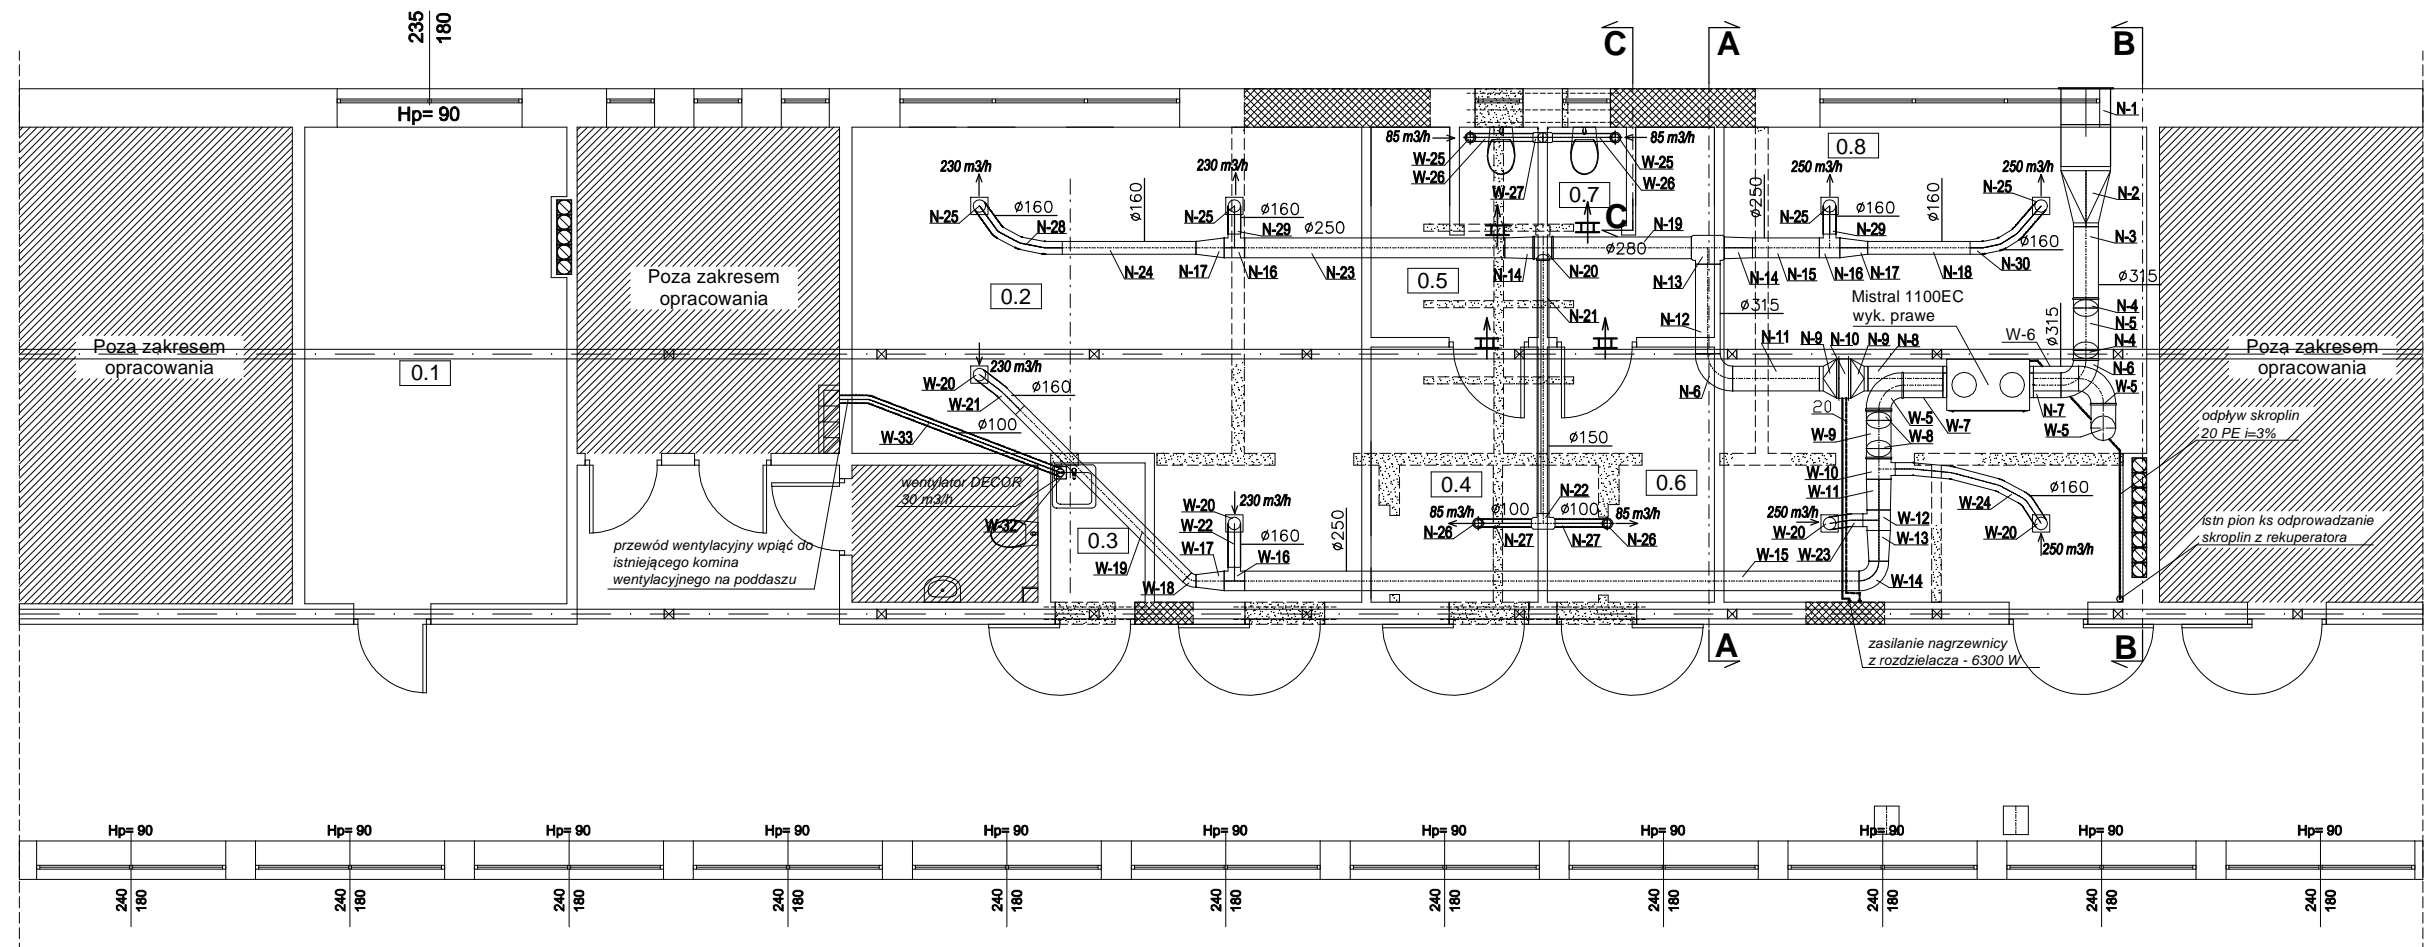 235
180
Hp= 90
C
A
B
N-1
85 m3/h
85 m3/h
0.8
W-25
W-26
W-25
W-26
W-27
0.7
230 m3/h
230 m3/h
250 m3/h
250 m3/h
N-25
ø160
ø160
N-28
N-25
ø160
N-29
ø250
C
N-19
ø280
ø250
N-25
ø160
N-29
ø160
N-25
ø160
N-2
N-3
N-24
N-17
N-16
N-23
N-14
N-20
N-13
N-14
N-15
N-16
N-17
N-18
N-30
Poza zakresem
opracowania
0.2
0.5
ø315
Mistral 1100EC
wyk. prawe
ø315
N-4
N-5
N-4
N-21
N-12
N-11
N-9
N-10
N-9
N-8
W-6
ø315
Poza zakresem
opracowania
0.1
Poza zakresem
opracowania
230 m3/h
W-20
ø160
W-21
N-6
N-6
W-5
N-7
W-5
W-33
ø100
20
W-5
W-7
W-9
W-8
odpływ skroplin
20 PE i=3%
ø150
wentylator DECOR
30 m3/h
0.4
0.6
W-10
W-11
W-24
ø160
W-32
230 m3/h
W-20
W-22
ø160
ø250
85 m3/h
ø100
N-22
ø100
85 m3/h
N-26
N-27
N-27
N-26
250 m3/h
W-20
W-23
W-12
W-13
W-20
250 m3/h
Istn pion ks odprowadzanie
skroplin z rekuperatora
przewód wentylacyjny wpiąć do
istniejącego komina
wentylacyjnego na poddaszu
0.3
W-19
W-17
W-16
W-18
W-15
W-14
A
B
zasilanie nagrzewnicy
z rozdzielacza - 6300 W
Hp= 90
Hp= 90
Hp= 90
Hp= 90
Hp= 90
Hp= 90
Hp= 90
Hp= 90
Hp= 90
Hp= 90
Hp= 90
240
180
240
180
240
180
240
180
240
180
240
180
240
180
240
180
240
180
240
180
240
180